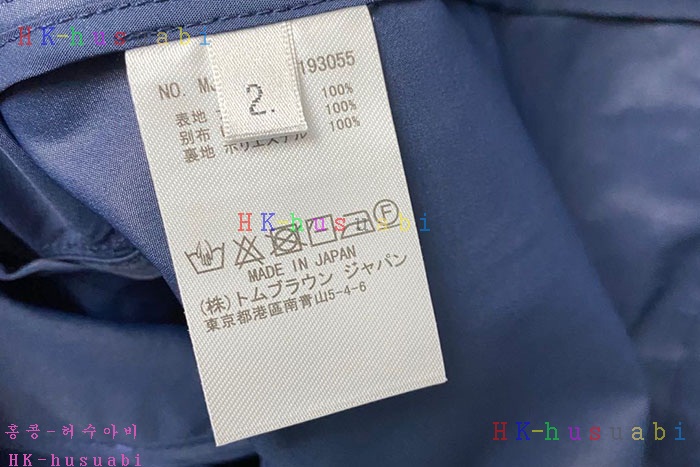 HK-hus abi
NO. M 193055
2.
表地 100%
別布 100%
裏地 ポリエステル 100%
HK-husuabi
F
MADE IN JAPAN
(株)トムブラウン ジャパン
東京都港区南青山5-4-6
홍콩-허수아비
HK-husuabi
HK-husuabi